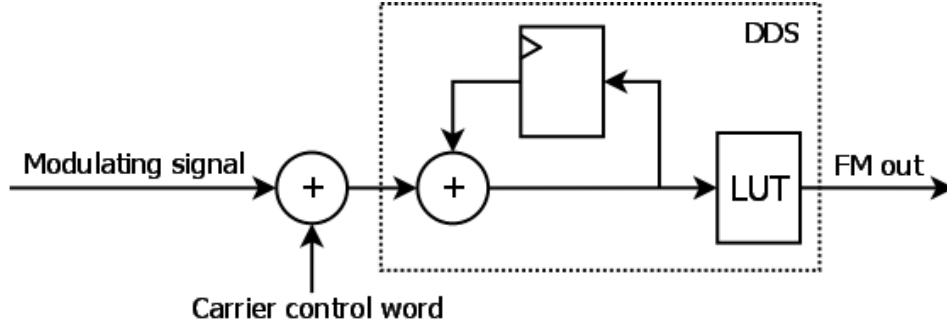 DDS
Modulating signal
+
+
LUT
FM out
Carrier control word